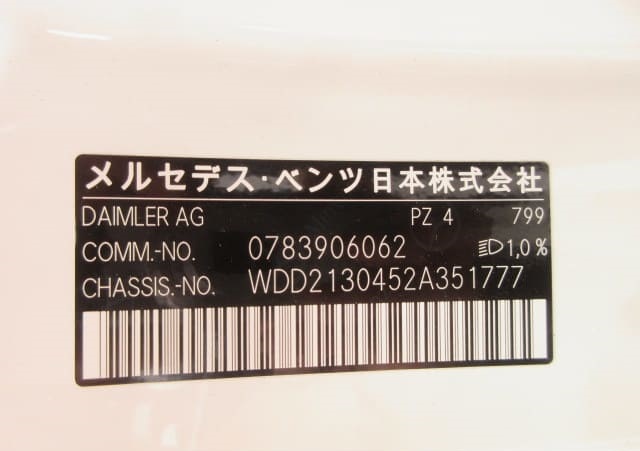 メルセデス・ベンツ日本株式会社
DAIMLER AG PZ 4 799
COMM.-NO. 0783906062 1,0%
CHASSIS.-NO. WDD2130452A351777